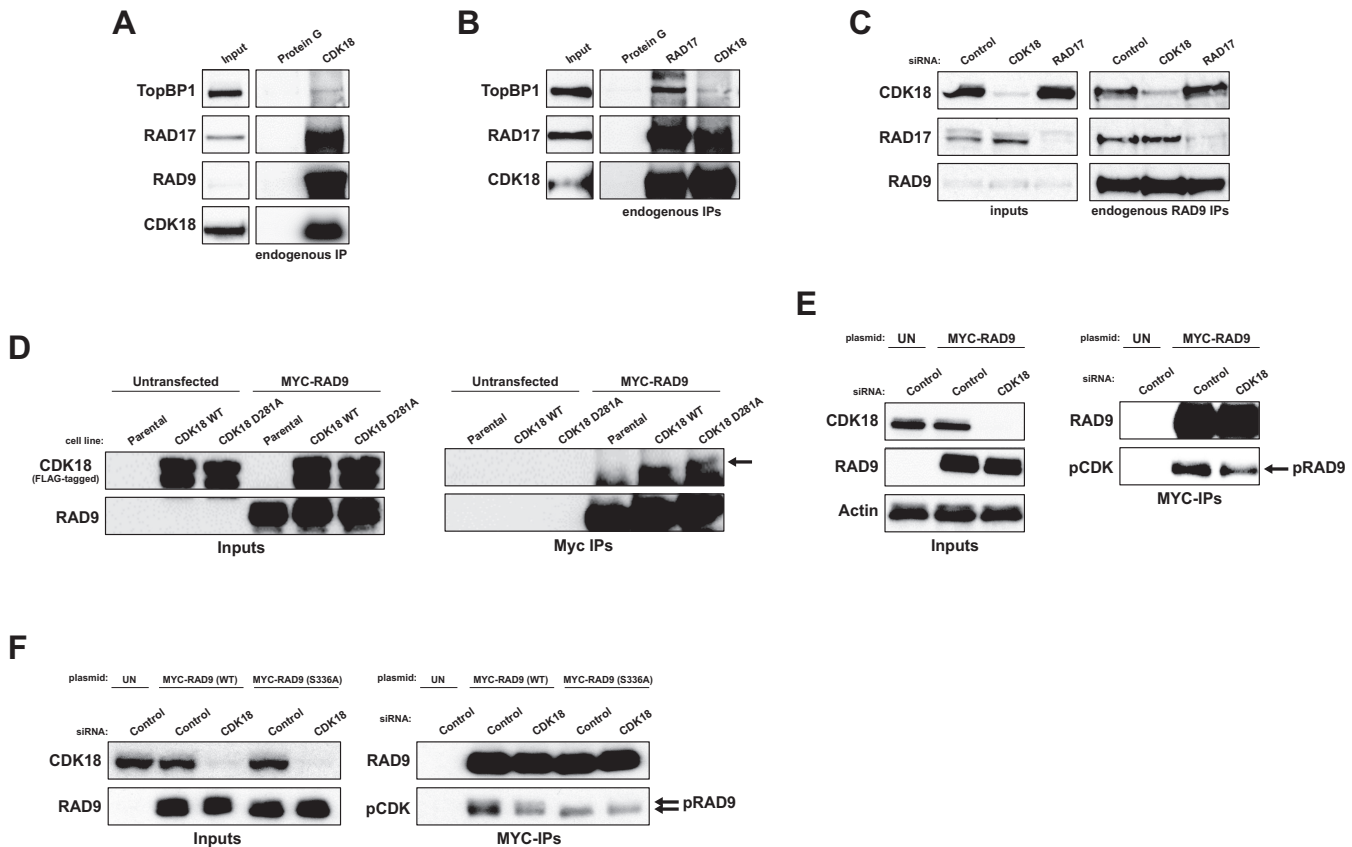 A
Input
Protein G
CDK18
TopBP1
RAD17
RAD9
CDK18
endogenous IP
B
Input
Protein G
RAD17
CDK18
TopBP1
RAD17
CDK18
endogenous IPs
C
siRNA: Control CDK18 RAD17 Control CDK18 RAD17
CDK18
RAD17
RAD9
inputs endogenous RAD9 IPs
D
Untransfected MYC-RAD9 Untransfected MYC-RAD9
cell line: Parental CDK18 WT CDK18 D281A Parental CDK18 WT CDK18 D281A Parental CDK18 WT CDK18 D281A Parental CDK18 WT CDK18 D281A
CDK18
(FLAG-tagged)
RAD9
Inputs Myc IPs
E
plasmid: UN MYC-RAD9
siRNA: Control Control CDK18
CDK18
RAD9
Actin
Inputs
plasmid: UN MYC-RAD9
siRNA: Control Control CDK18
RAD9
pCDK pRAD9
MYC-IPs
F
plasmid: UN MYC-RAD9 (WT) MYC-RAD9 (S336A)
siRNA: Control Control CDK18 Control CDK18
CDK18
RAD9
Inputs
plasmid: UN MYC-RAD9 (WT) MYC-RAD9 (S336A)
siRNA: Control Control CDK18 Control CDK18
RAD9
pCDK pRAD9
MYC-IPs